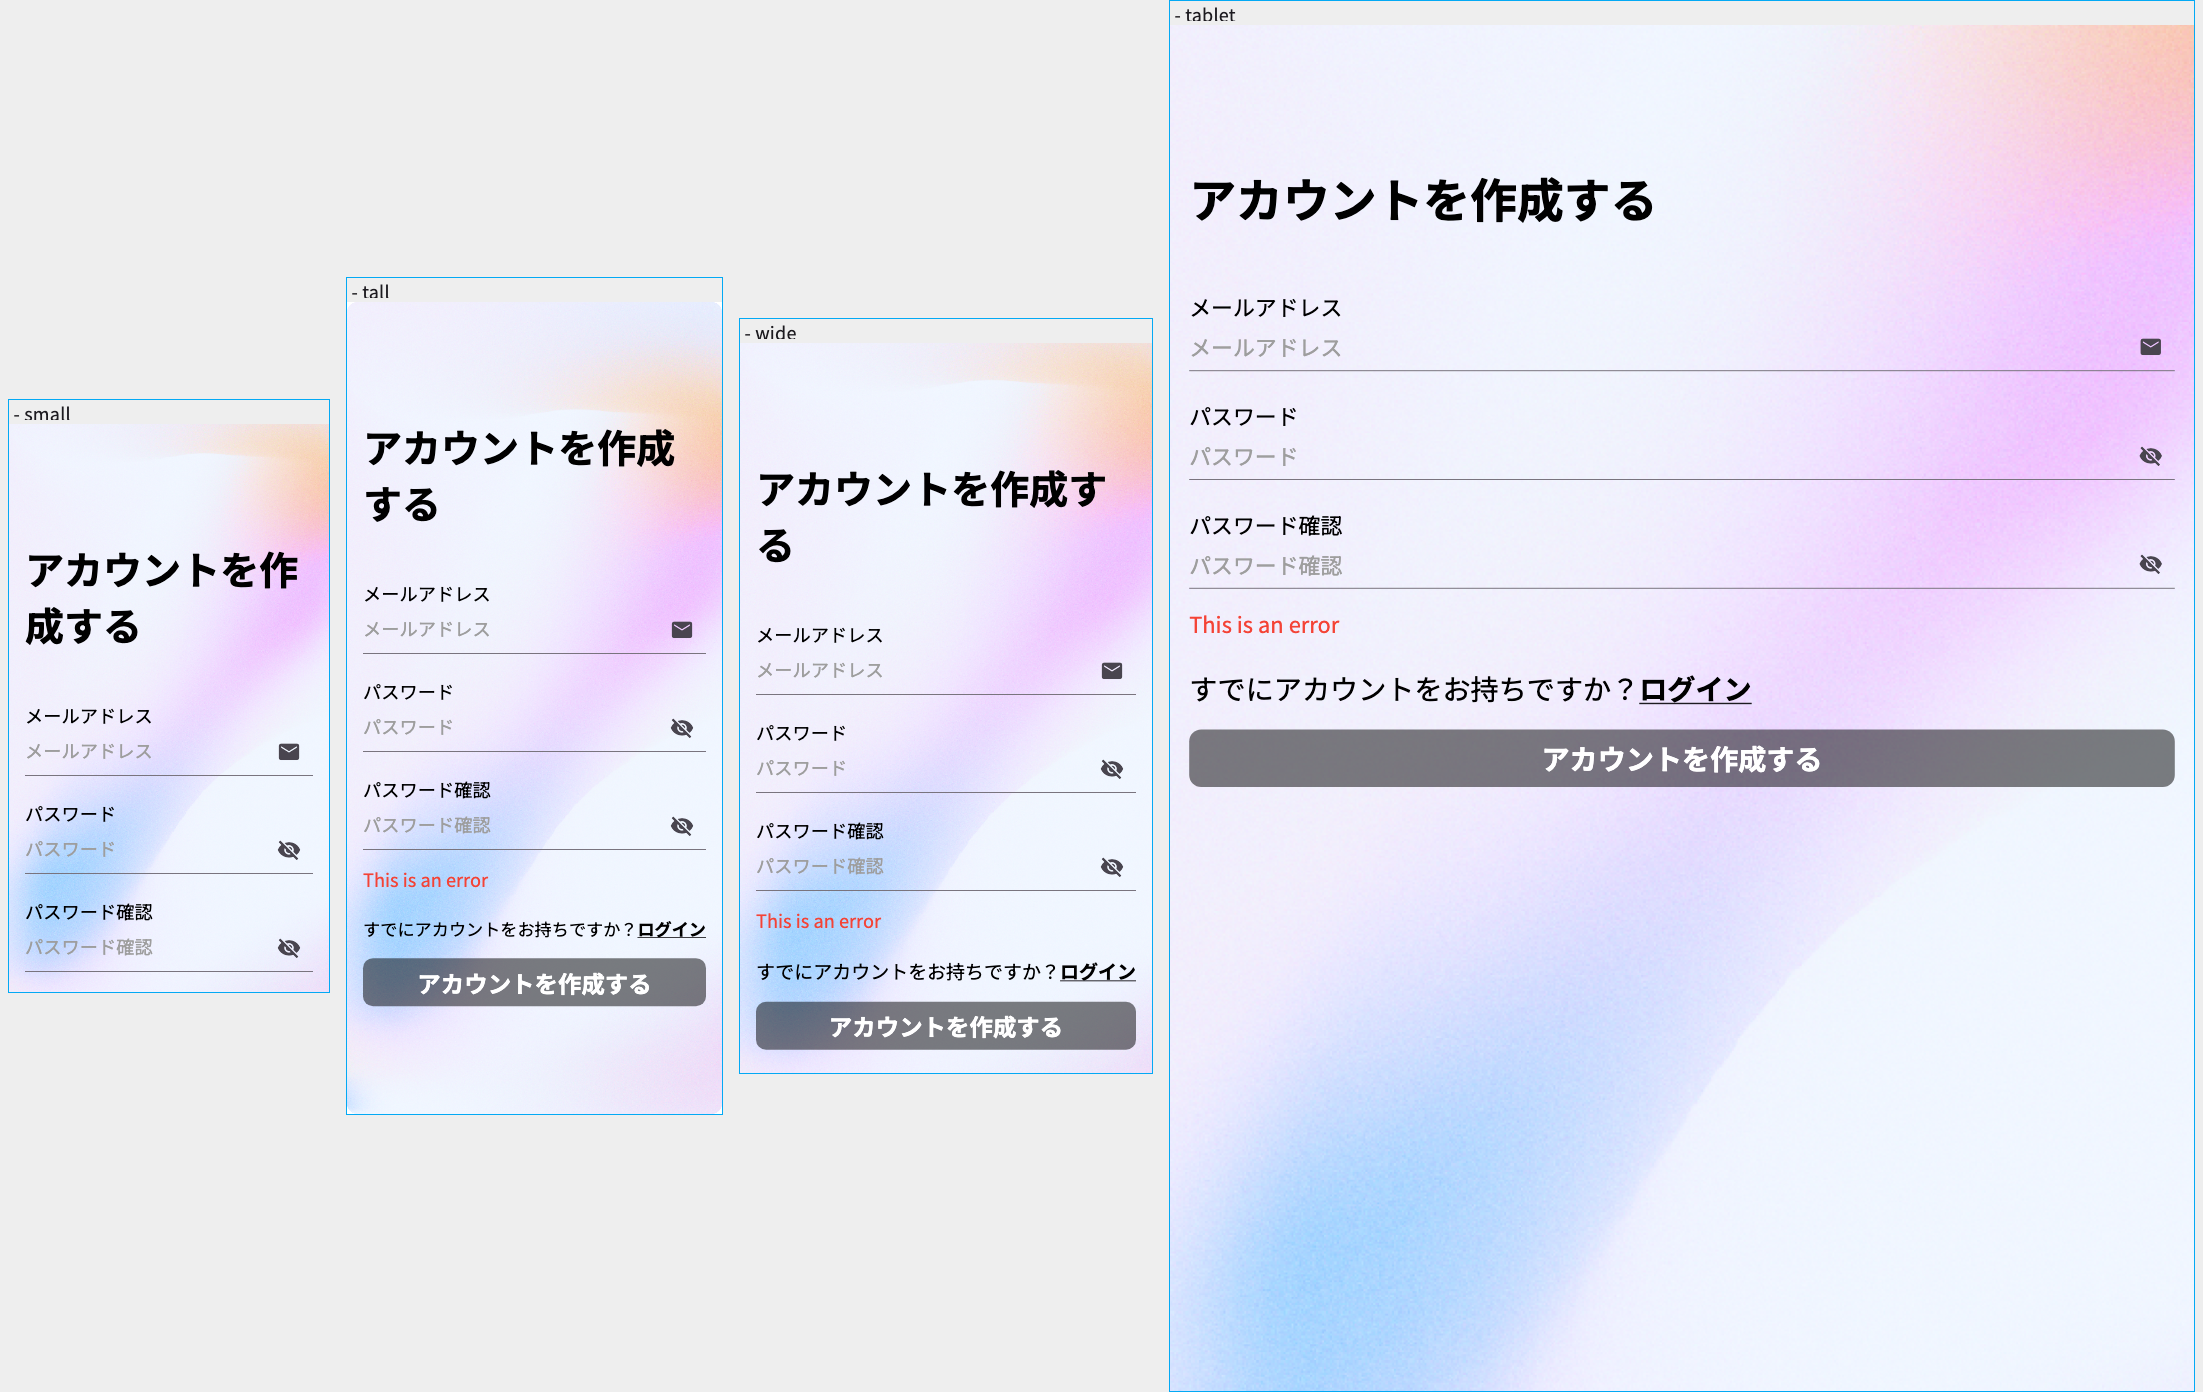 - small
アカウントを作
成する
メールアドレス
メールアドレス
パスワード
パスワード
パスワード確認
パスワード確認
- tall
アカウントを作成
する
メールアドレス
メールアドレス
パスワード
パスワード
パスワード確認
パスワード確認
This is an error
すでにアカウントをお持ちですか？ログイン
アカウントを作成する
- wide
アカウントを作成す
る
メールアドレス
メールアドレス
パスワード
パスワード
パスワード確認
パスワード確認
This is an error
すでにアカウントをお持ちですか？ログイン
アカウントを作成する
- tablet
アカウントを作成する
メールアドレス
メールアドレス
パスワード
パスワード
パスワード確認
パスワード確認
This is an error
すでにアカウントをお持ちですか？ログイン
アカウントを作成する